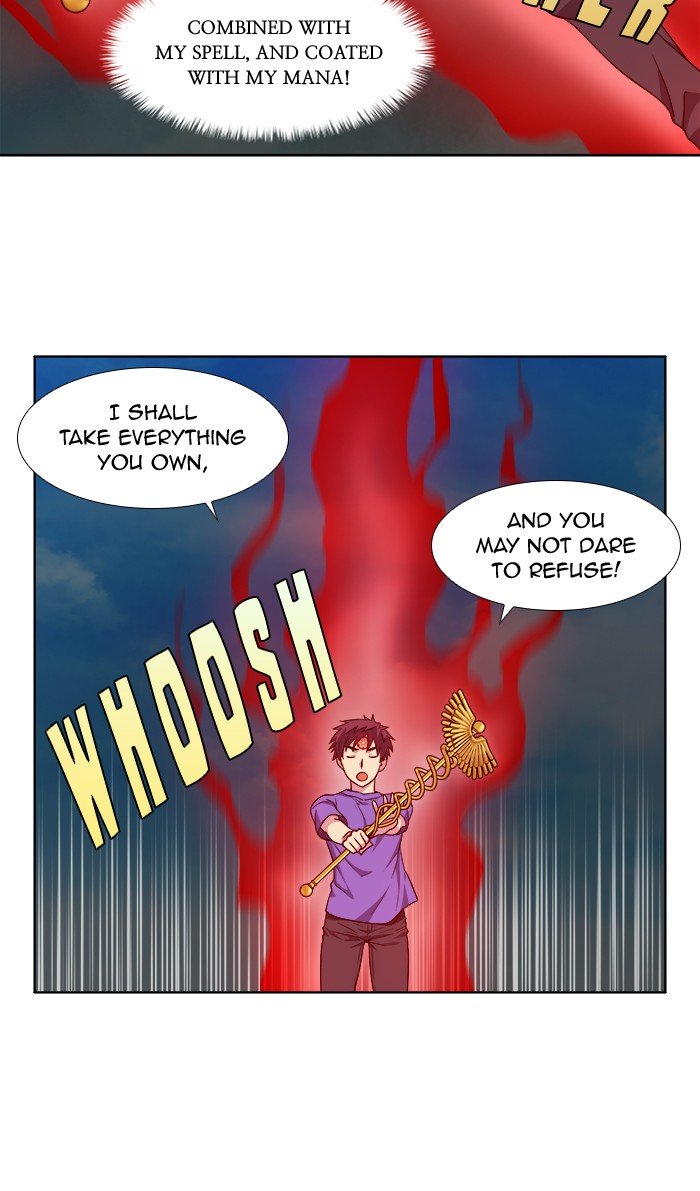 COMBINED WITH
MY SPELL, AND COATED
WITH MY MANA!
I SHALL
TAKE EVERYTHING
YOU OWN,
AND YOU
MAY NOT DARE
TO REFUSE!
WHOOSH